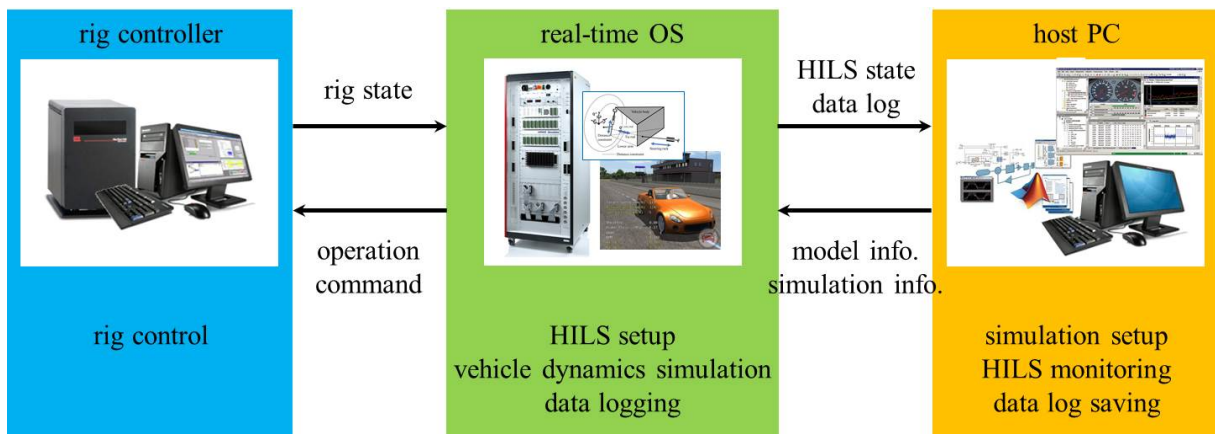 rig controller
rig state
operation
command
rig control
real-time OS
HILS setup
vehicle dynamics simulation
data logging
HILS state
data log
model info.
simulation info.
host PC
simulation setup
HILS monitoring
data log saving